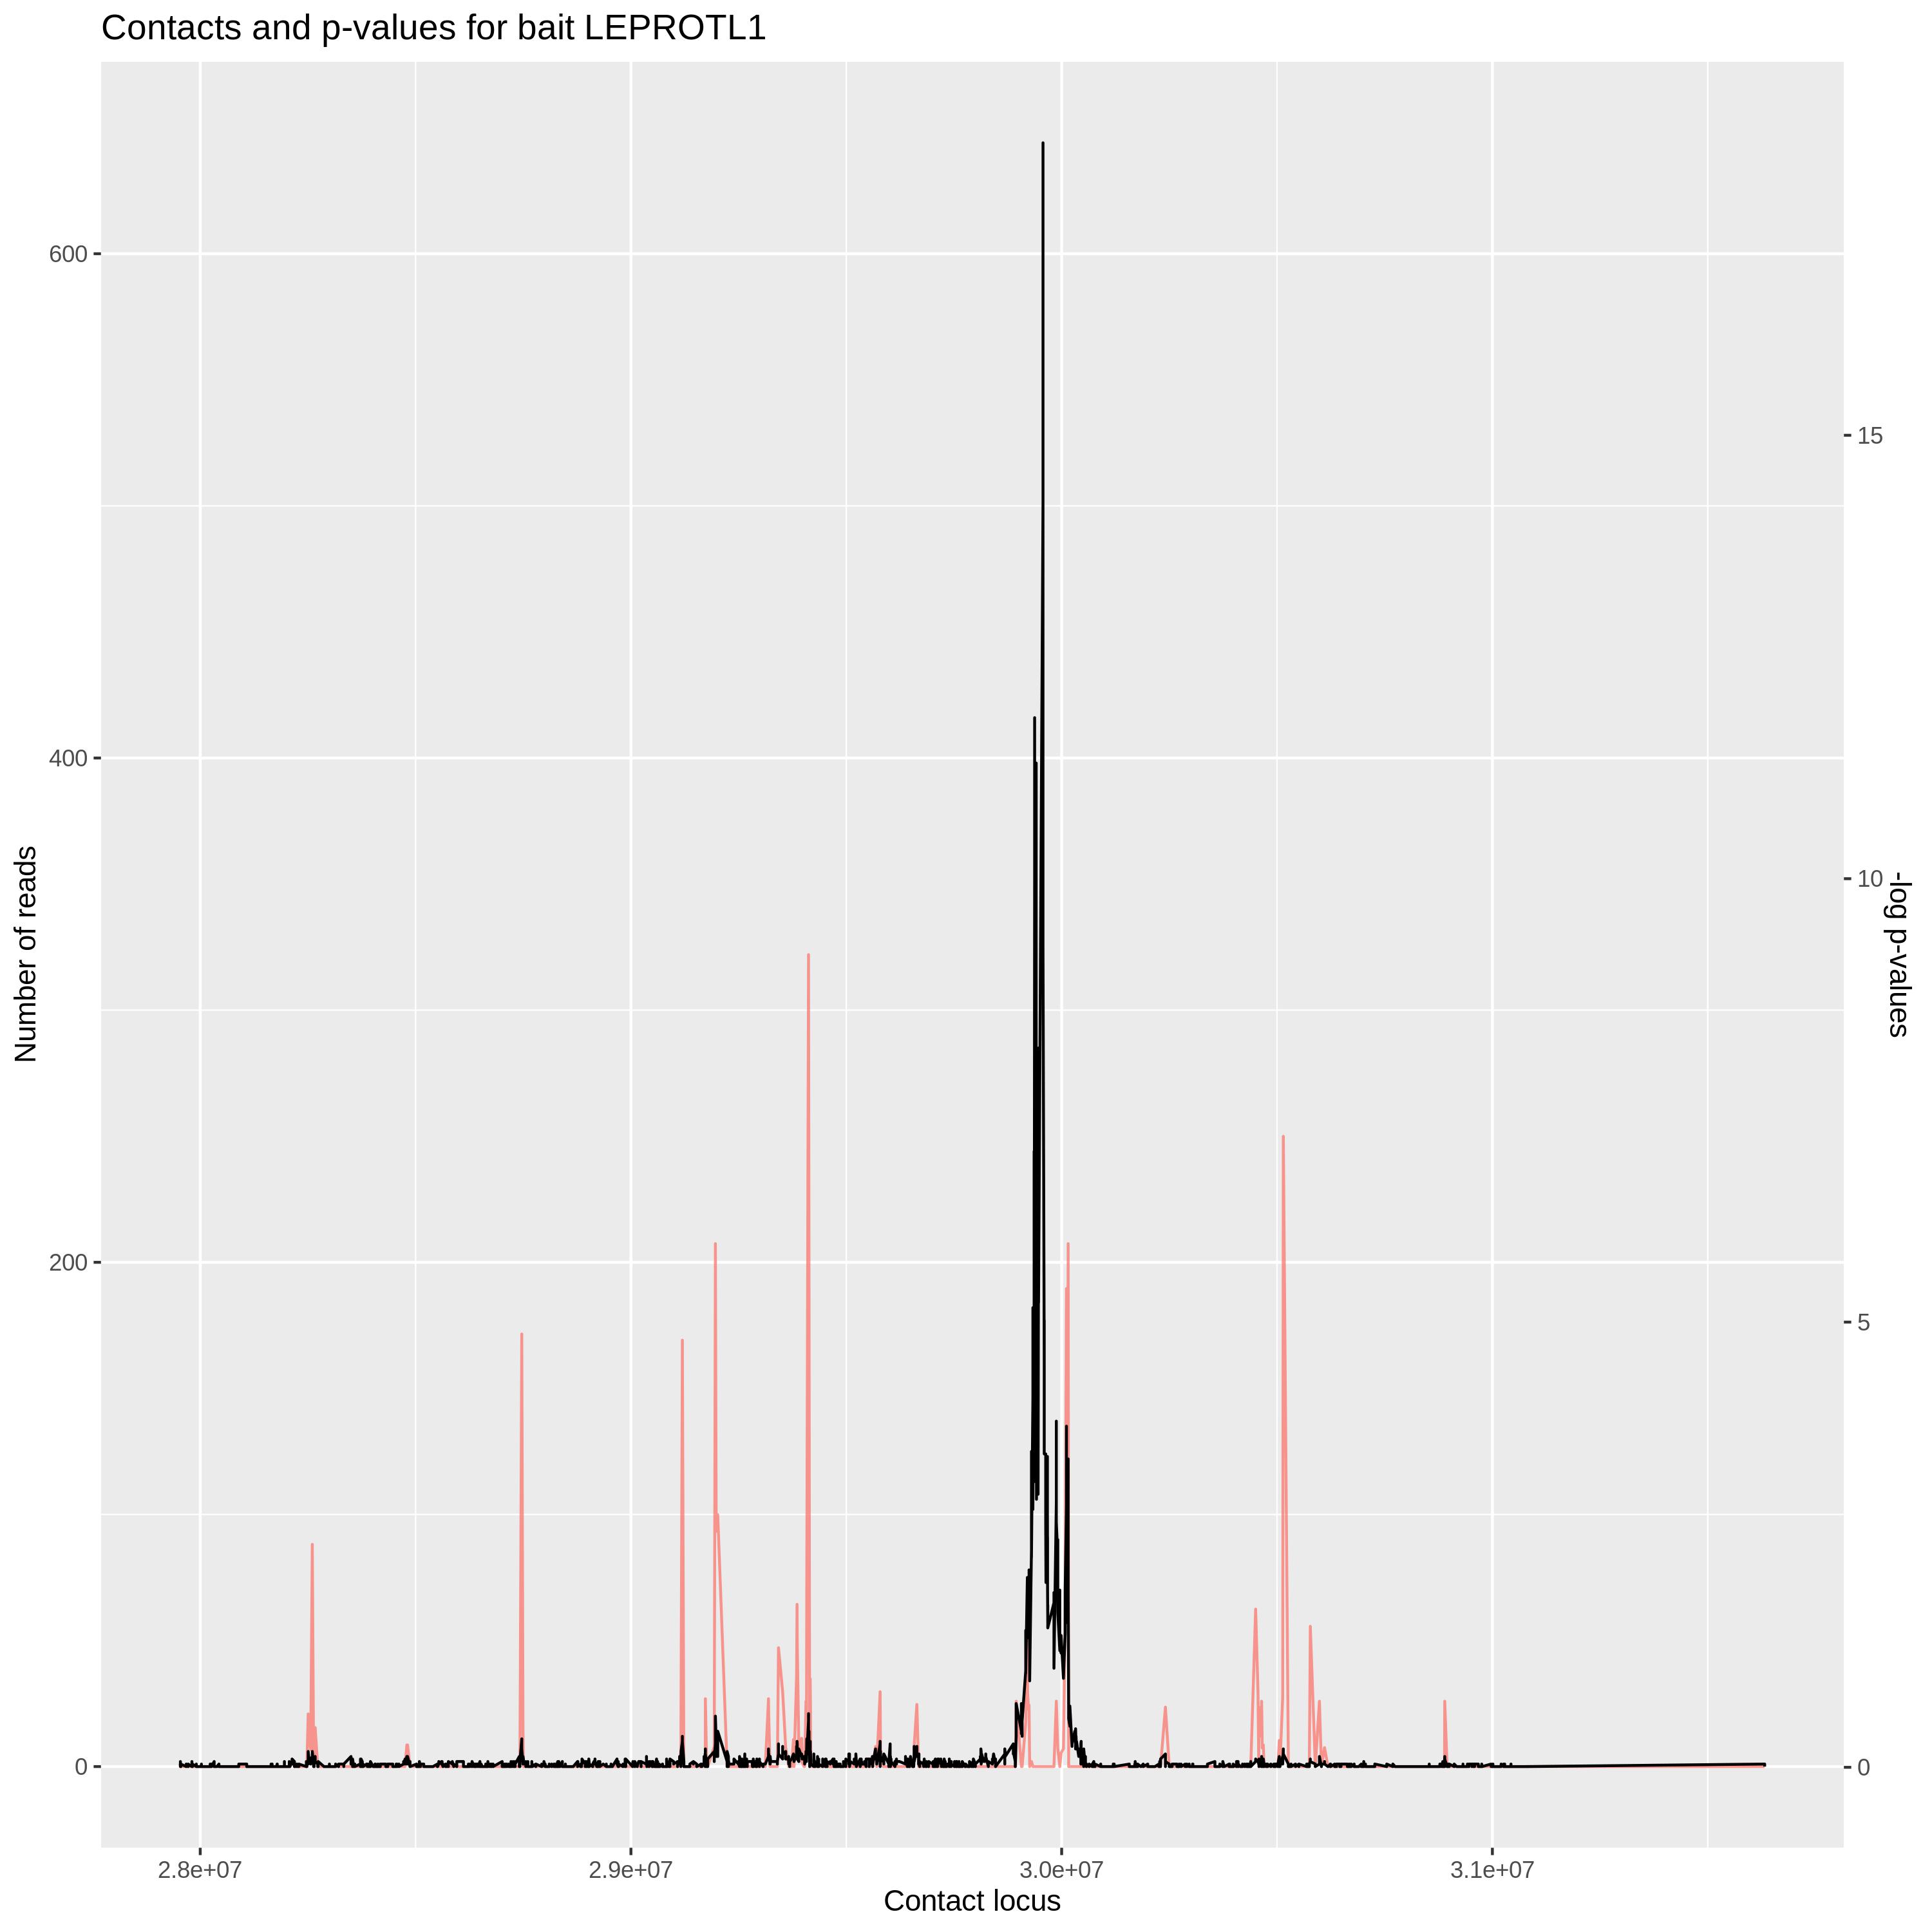 Contacts and p-values for bait LEPROTL1
600
400
200
0
Number of reads
15
10
5
0
-log p-values
2.8e+07
2.9e+07
3.0e+07
3.1e+07
Contact locus